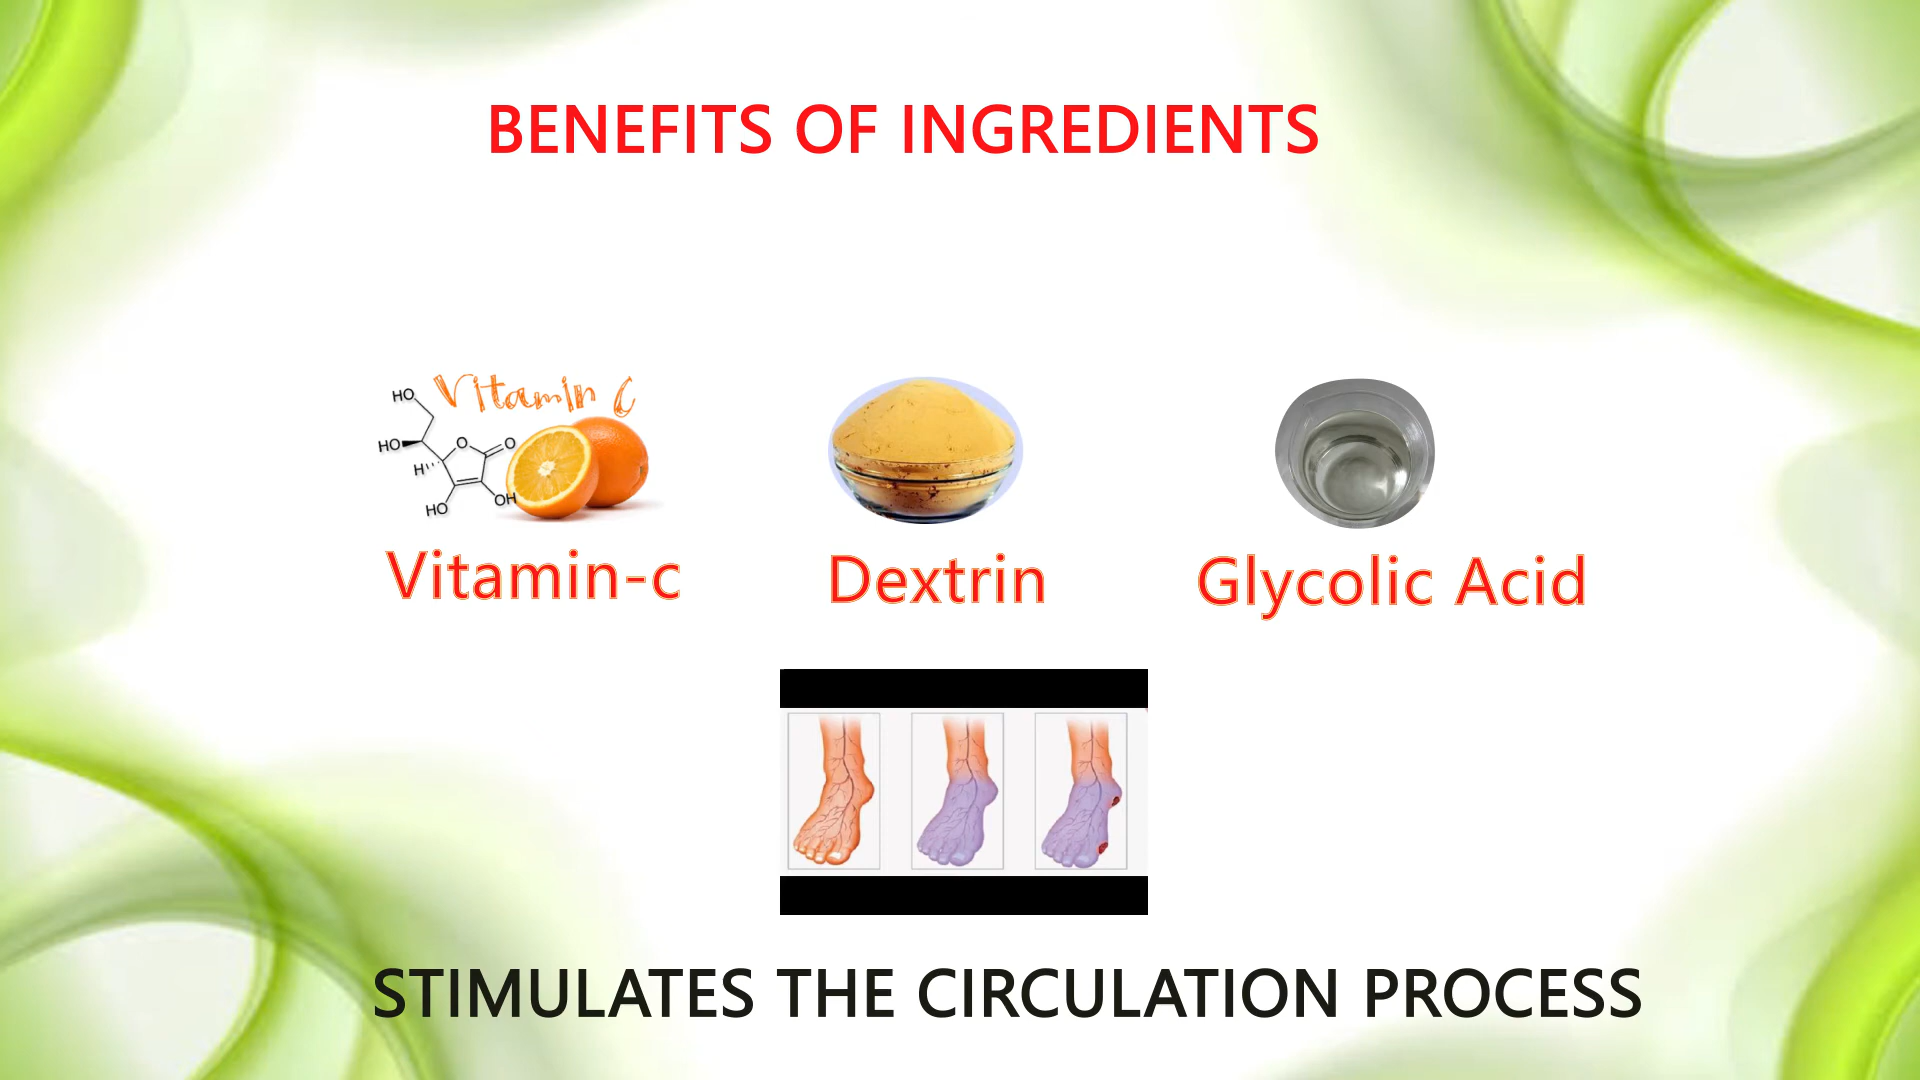 BENEFITS OF INGREDIENTS
Vitamin C
HO
HO
O
O
H
HO
OH
Vitamin-c
Dextrin
Glycolic Acid
STIMULATES THE CIRCULATION PROCESS